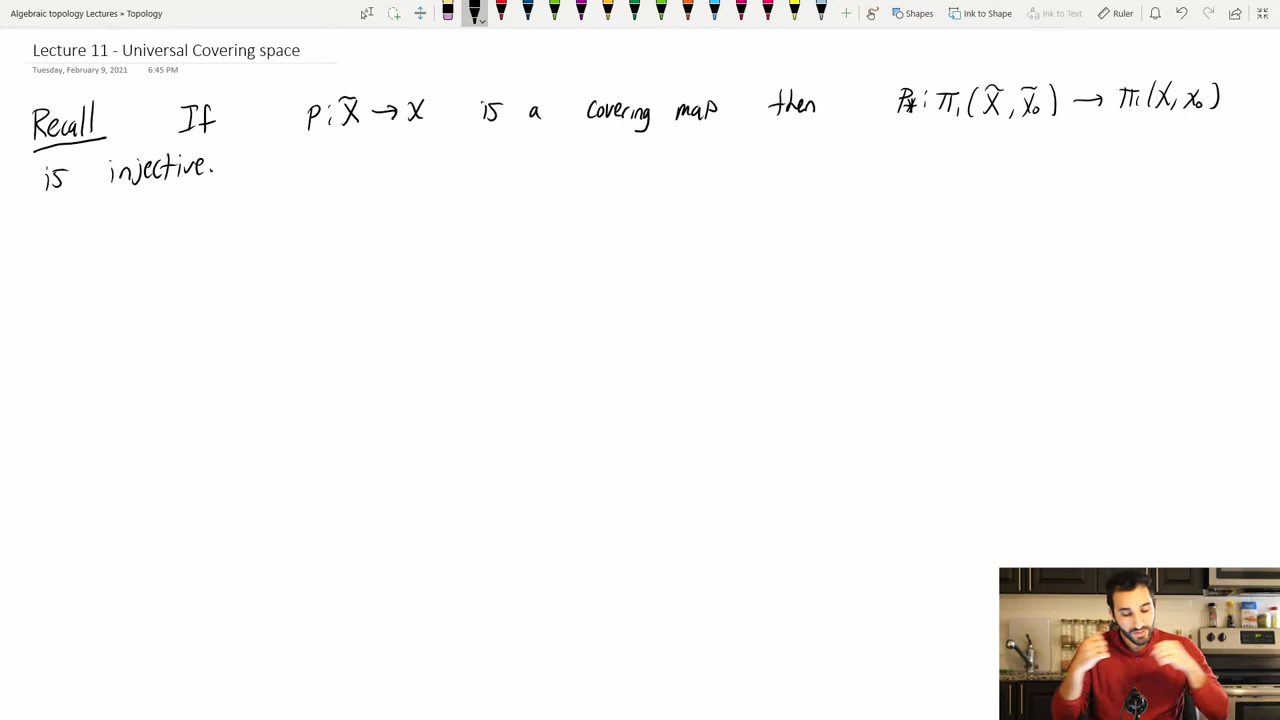 Algebraic topology Lectures » Topology
Shapes Ink to Shape Ink to Text Ruler
Lecture 11 - Universal Covering space
Tuesday, February 9, 2021 6:45 PM
Recall If p: X̃ → X is a covering map then p_*: π₁(X̃, x̃₀) → π₁(X, x₀)
is injective.